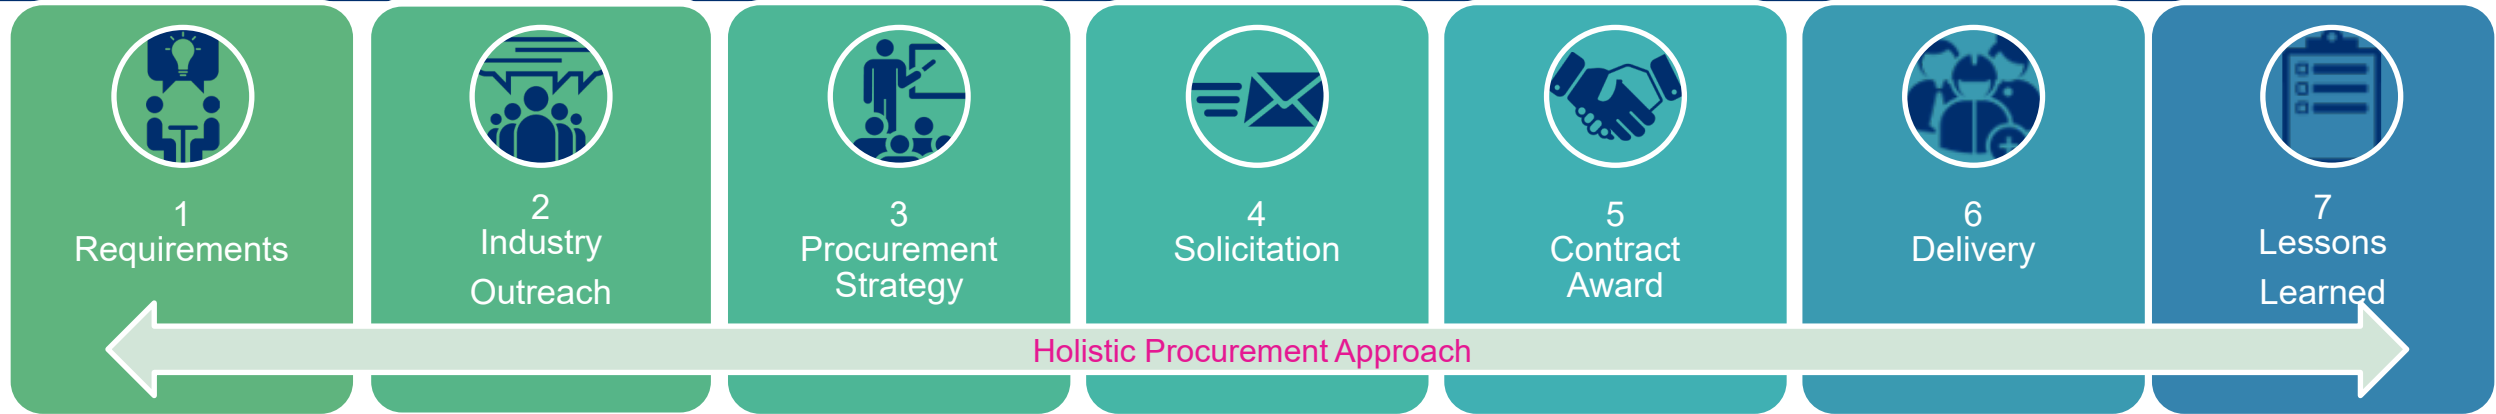 1
Requirements
2
Industry
Outreach
3
Procurement
Strategy
4
Solicitation
5
Contract
Award
6
Delivery
7
Lessons
Learned
Holistic Procurement Approach